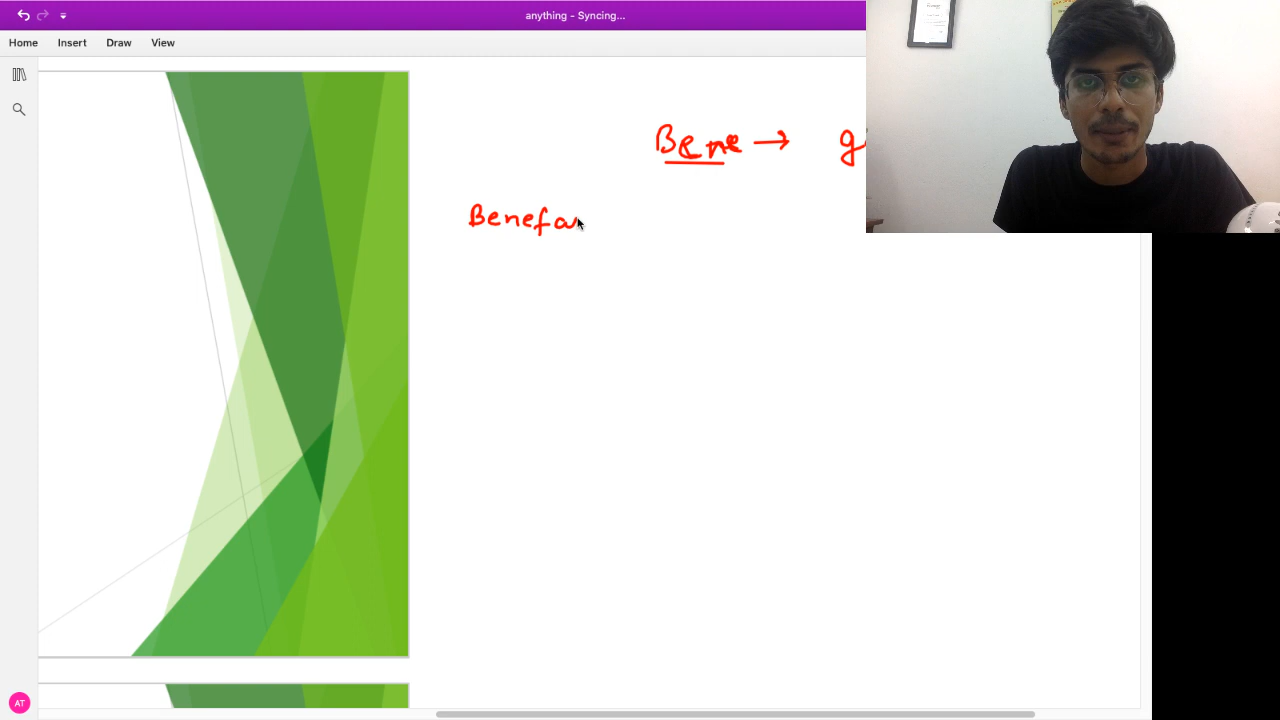 anything - Syncing...
Home Insert Draw View
Bene → g
Benefa
AT